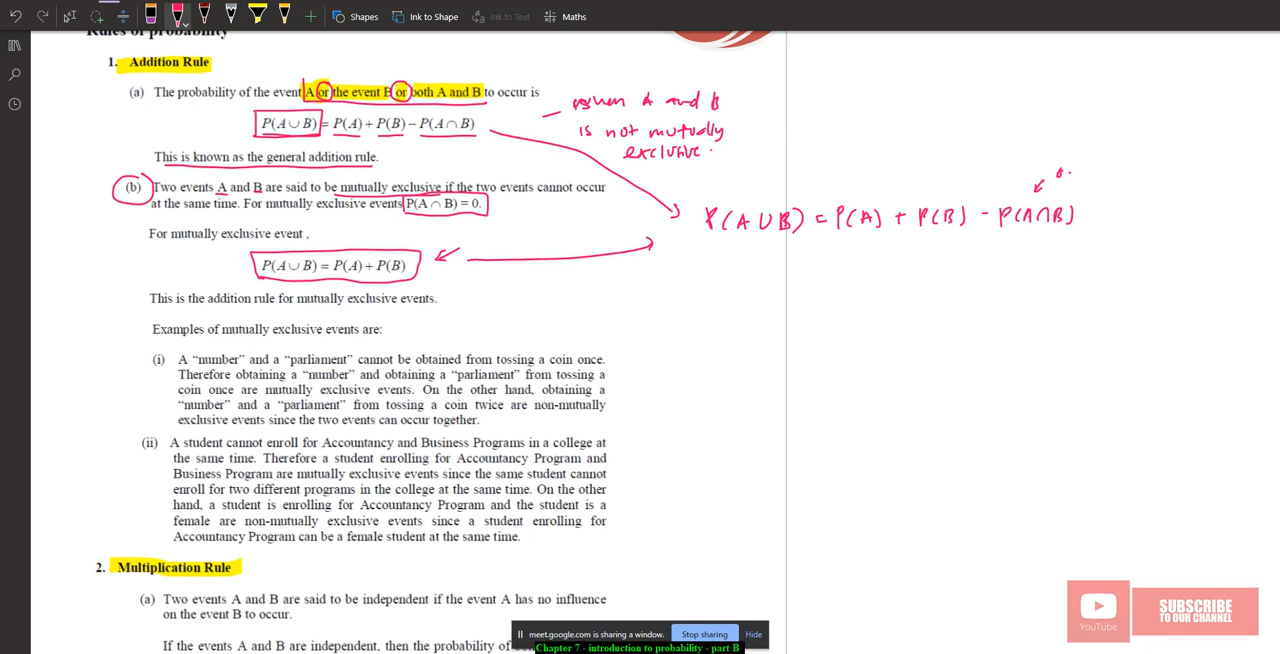 Shapes
Ink to Shape
Ink to Text
Maths
Rules of probability
1. Addition Rule
(a) The probability of the event A or the event B or both A and B to occur is
P(A ∪ B) = P(A) + P(B) − P(A ∩ B)
when A and B
is not mutually
exclusive.
This is known as the general addition rule.
(b) Two events A and B are said to be mutually exclusive if the two events cannot occur
at the same time. For mutually exclusive events P(A ∩ B) = 0.
0.
P(A ∪ B) = P(A) + P(B) - P(A∩B)
For mutually exclusive event ,
P(A ∪ B) = P(A) + P(B)
This is the addition rule for mutually exclusive events.
Examples of mutually exclusive events are:
(i) A “number” and a “parliament” cannot be obtained from tossing a coin once.
Therefore obtaining a “number” and obtaining a “parliament” from tossing a
coin once are mutually exclusive events. On the other hand, obtaining a
“number” and a “parliament” from tossing a coin twice are non-mutually
exclusive events since the two events can occur together.
(ii) A student cannot enroll for Accountancy and Business Programs in a college at
the same time. Therefore a student enrolling for Accountancy Program and
Business Program are mutually exclusive events since the same student cannot
enroll for two different programs in the college at the same time. On the other
hand, a student is enrolling for Accountancy Program and the student is a
female are non-mutually exclusive events since a student enrolling for
Accountancy Program can be a female student at the same time.
2. Multiplication Rule
(a) Two events A and B are said to be independent if the event A has no influence
on the event B to occur.
If the events A and B are independent, then the probability of
meet.google.com is sharing a window.
Stop sharing
Hide
Chapter 7 - introduction to probability - part B
YouTube
SUBSCRIBE
TO OUR CHANNEL